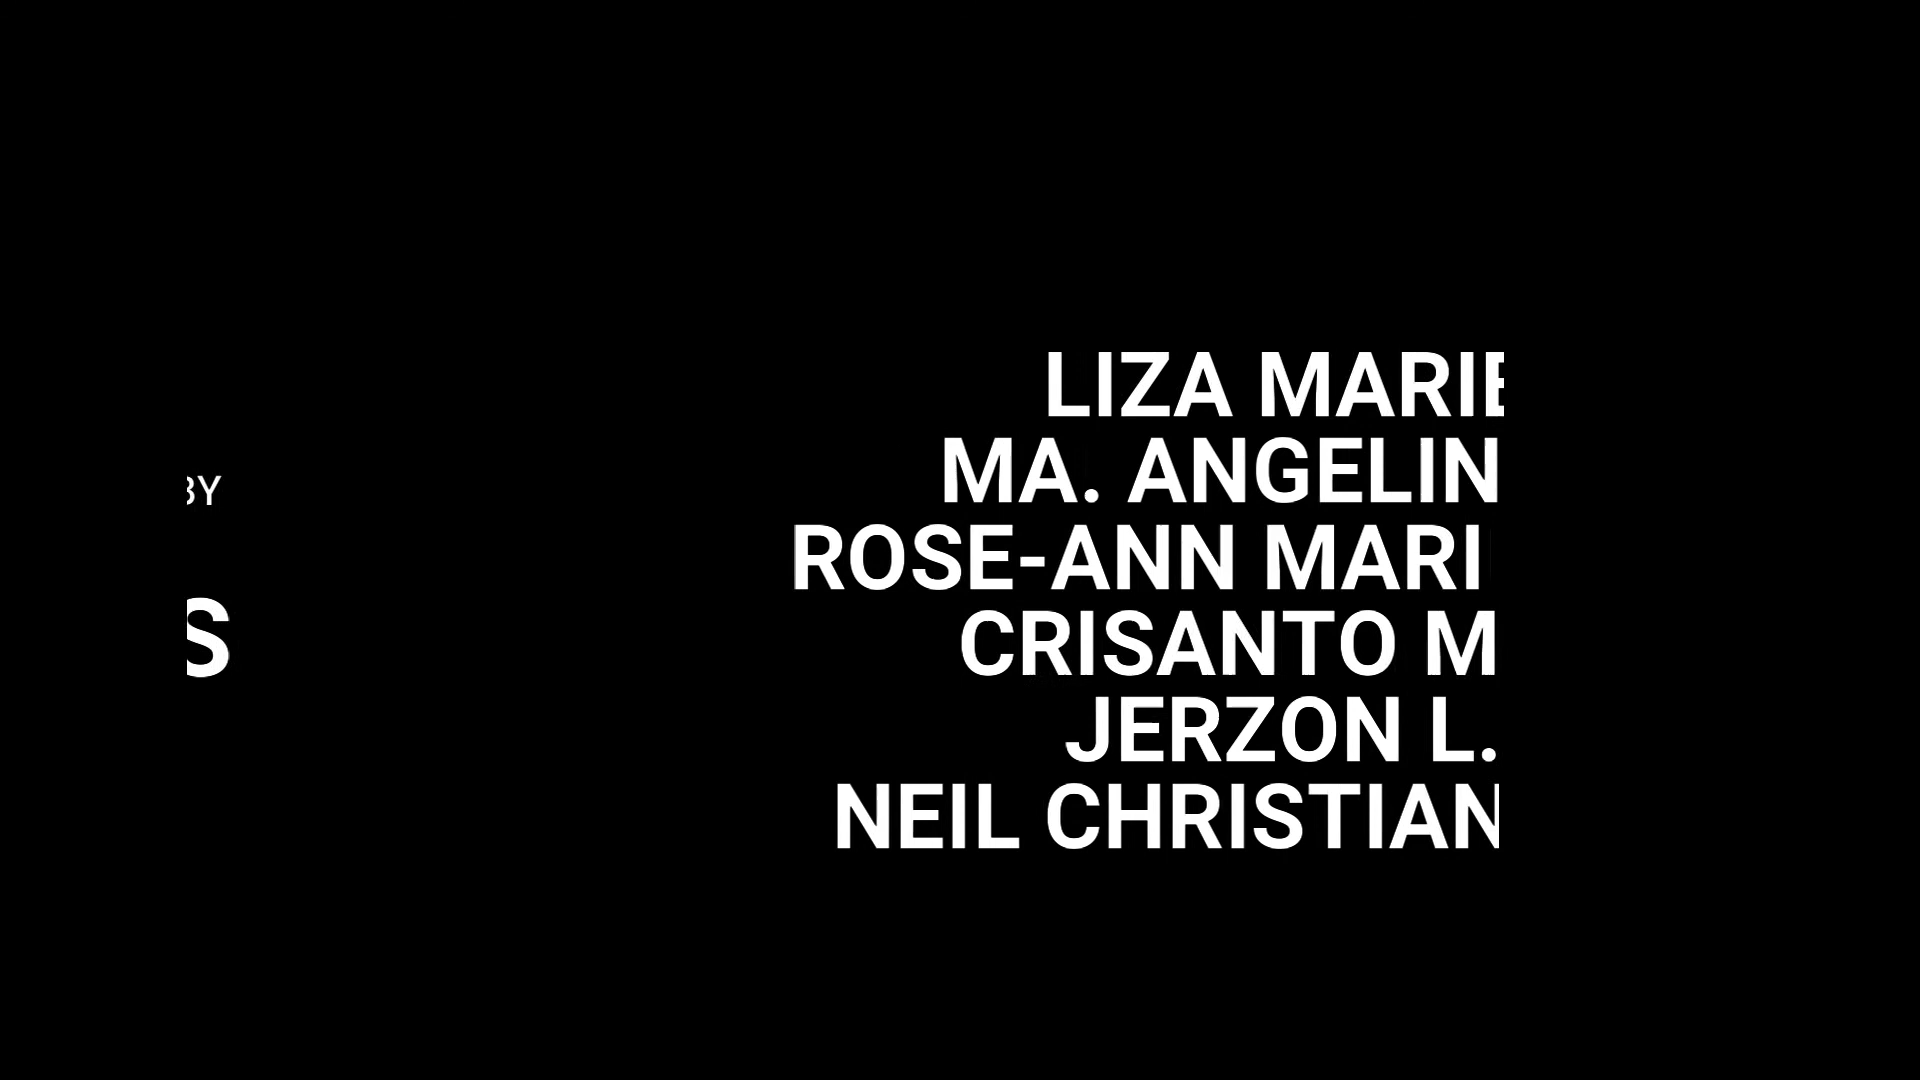 BY
S
LIZA MARIE
MA. ANGELIN
ROSE-ANN MARI
CRISANTO M
JERZON L.
NEIL CHRISTIAN